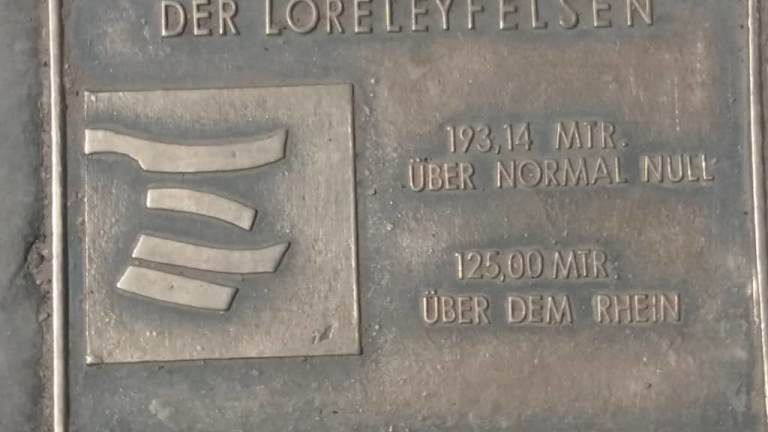 DER LORELEYFELSEN
193,14 MTR.
ÜBER NORMAL NULL
125,00 MTR.
ÜBER DEM RHEIN